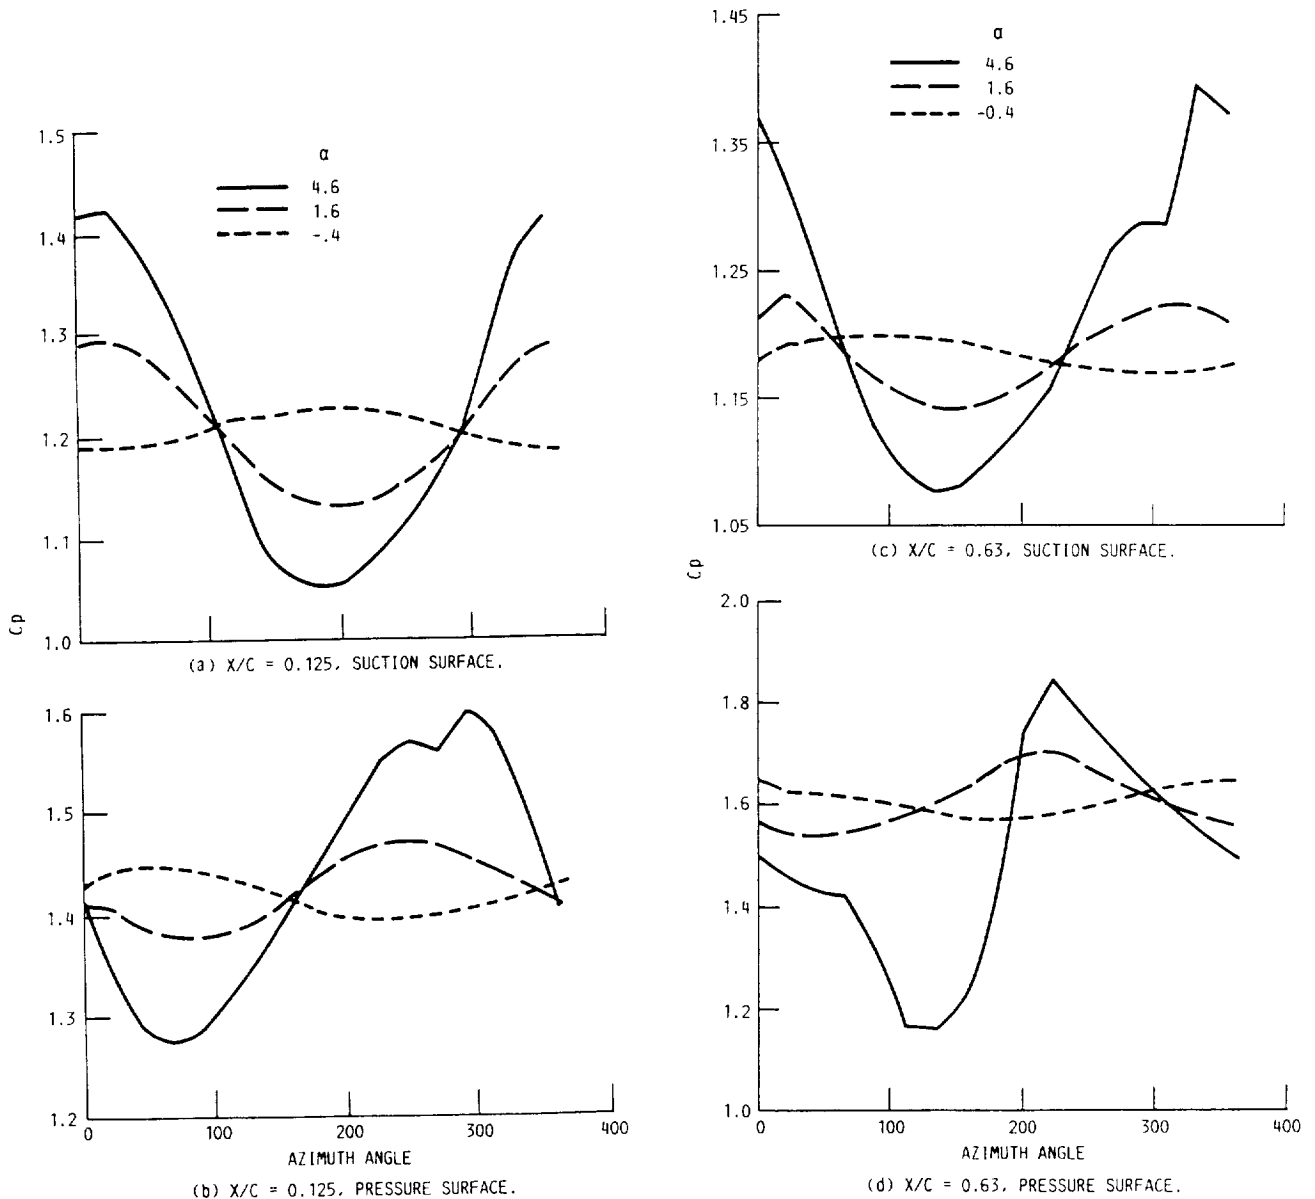 1.5
1.4
1.3
1.2
1.1
1.0
α
4.6
1.6
-.4
Cp
(a) X/C = 0.125, SUCTION SURFACE.
1.6
1.5
1.4
1.3
1.2
0 100 200 300 400
AZIMUTH ANGLE
(b) X/C = 0.125, PRESSURE SURFACE.
1.45
1.35
1.25
1.15
1.05
α
4.6
1.6
-0.4
Cp
(c) X/C = 0.63, SUCTION SURFACE.
2.0
1.8
1.6
1.4
1.2
1.0
0 100 200 300 400
AZIMUTH ANGLE
(d) X/C = 0.63, PRESSURE SURFACE.